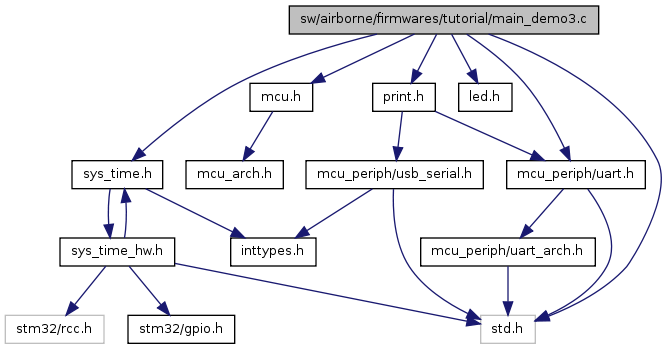 sw/airborne/firmwares/tutorial/main_demo3.c
mcu.h
print.h
led.h
sys_time.h
mcu_arch.h
mcu_periph/usb_serial.h
mcu_periph/uart.h
sys_time_hw.h
inttypes.h
mcu_periph/uart_arch.h
stm32/rcc.h
stm32/gpio.h
std.h